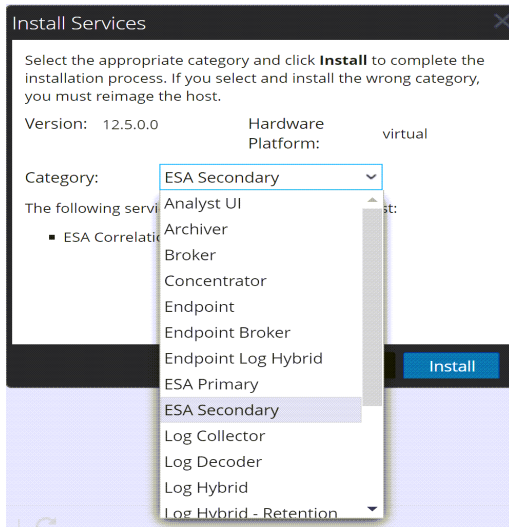 Install Services
Select the appropriate category and click Install to complete the
installation process. If you select and install the wrong category,
you must reimage the host.
Version: 12.5.0.0 Hardware Platform: virtual
Category: ESA Secondary
The following
ESA
Analyst UI
Archiver
Broker
Concentrator
Endpoint
Endpoint Broker
Endpoint Log Hybrid
ESA Primary
ESA Secondary
Log Collector
Log Decoder
Log Hybrid
Log Hybrid - Retention
Install